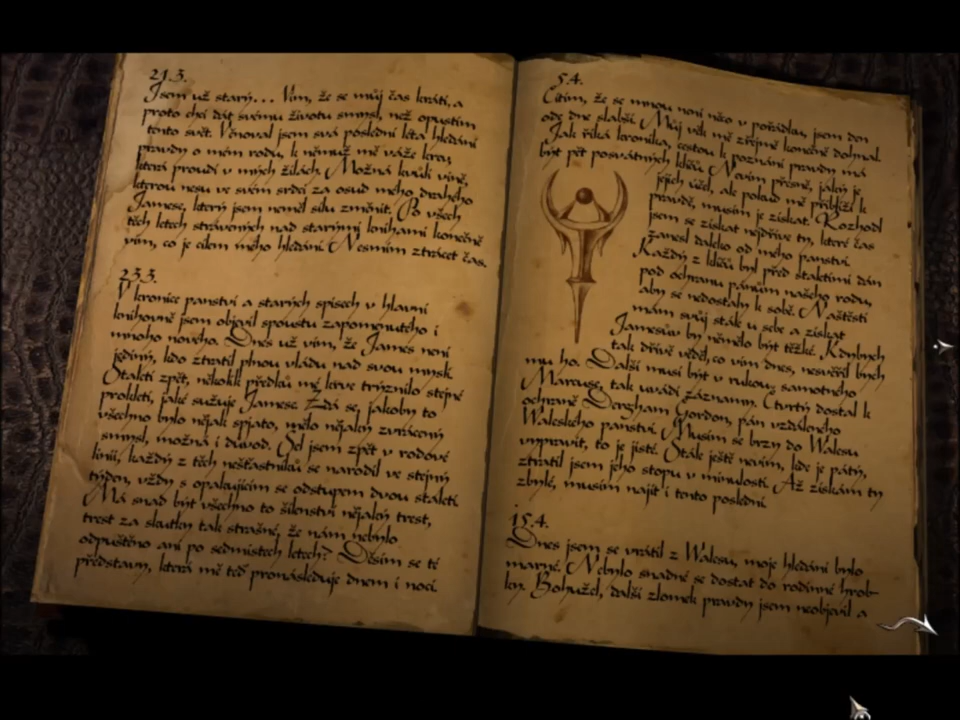 21.3.
Jsem už starý... Vím, že se můj čas krátí, a
proto chci dát svému životu smysl, než opustím
tento svět. Věnoval jsem svá poslední léta hledání
pravdy o mém rodu, k němuž mě váže krev,
která proudí v mých žilách. Možná kvůli vině,
kterou nesu ve svém srdci za osud mého drahého
Jamese, který jsem neměl sílu změnit. Po všech
těch letech strávených nad starými knihami konečně
vím, co je cílem mého hledání. Nesmím ztrácet čas.
23.3.
V kronice panství a starých spisech v hlavní
knihovně jsem objevil spoustu zapomenutého i
mnoho nového. Dnes už vím, že James není
jediný, kdo ztratil plnou vládu nad svou myslí.
Staletí zpět, několik předků mé krve trýznilo stejné
prokletí, jaké sužuje Jamese. Zdá se, jakoby to
všechno bylo nějak spjato, mělo nějaký zvrácený
smysl, možná i důvod. Šel jsem zpět v rodové
linii, každý z těch nešťastníků se narodil ve stejný
týden, vždy s opakujícím se odstupem dvou staletí.
Má snad být všechno to šílenství nějaký trest,
trest za skutky tak strašné, že nám nebylo
odpuštěno ani po sedmistech letech? Děsím se té
představy, která mě teď pronásleduje dnem i nocí.
5.4.
Cítím, že se mnou není něco v pořádku, jsem den
ode dne slabší. Můj věk mě zřejmě konečně dohnal.
Jak říká kronika, cestou k poznání pravdy má
být pět posvátných klíčů. Nevím přesně, jaký je
jejich účel, ale pokud mě přiblíží k
pravdě, musím je získat. Rozhodl
jsem se získat nejdříve ty, které čas
zanesl daleko od mého panství.
Každý z klíčů byl před staletími dán
pod ochranu pánům našeho rodu,
aby se nedostaly k sobě. Naštěstí
mám svůj stále u sebe a získat
Jamesův by nemělo být těžké. Kdybych
tak dříve věděl, co vím dnes, nesvěřil bych
mu ho. Další musí být v rukou samotného
Marcuse, tak uvádí záznamy. Čtvrtý dostal k
ochraně Dergham Gordon, pán vzdáleného
Waleského panství. Musím se brzy do Walesu
vypravit, to je jisté. Však ještě nevím, kde je pátý,
ztratil jsem jeho stopu v minulosti. Až získám ty
zbylé, musím najít i tento poslední.
15.4.
Dnes jsem se vrátil z Walesu, moje hledání bylo
marné. Nebylo snadné se dostat do rodinné hrob-
ky. Bohužel, další zlomek pravdy jsem neobjevil a